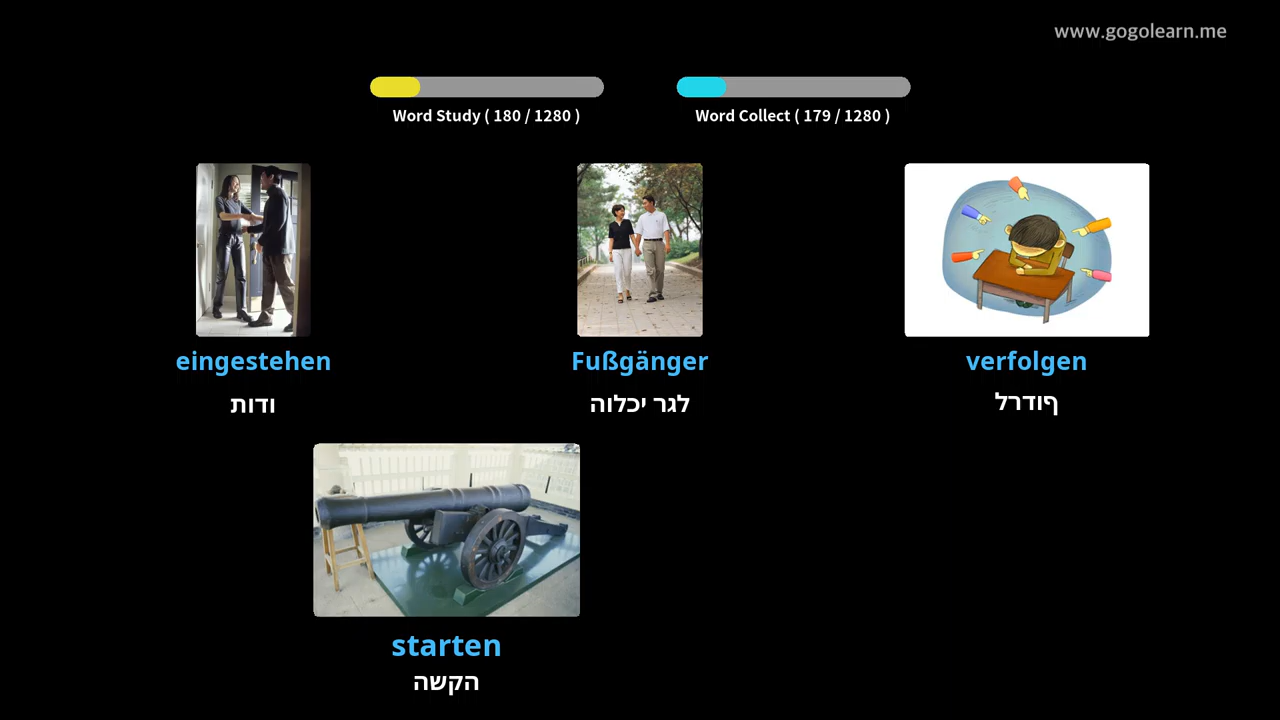 www.gogolearn.me
Word Study ( 180 / 1280 )
Word Collect ( 179 / 1280 )
eingestehen
ודות
Fußgänger
לגר יכלוה
verfolgen
ףודרל
starten
הקשה